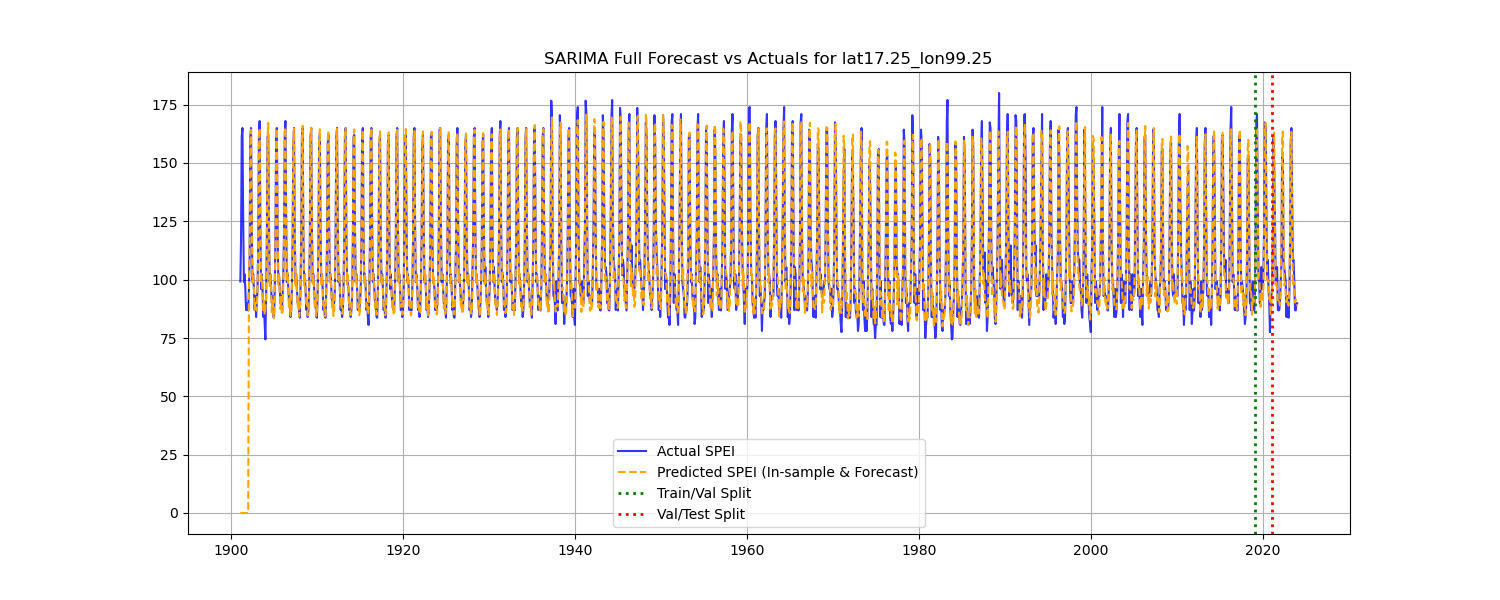 SARIMA Full Forecast vs Actuals for lat17.25_lon99.25
175
150
125
100
75
50
25
0
Actual SPEI
Predicted SPEI (In-sample & Forecast)
Train/Val Split
Val/Test Split
1900 1920 1940 1960 1980 2000 2020